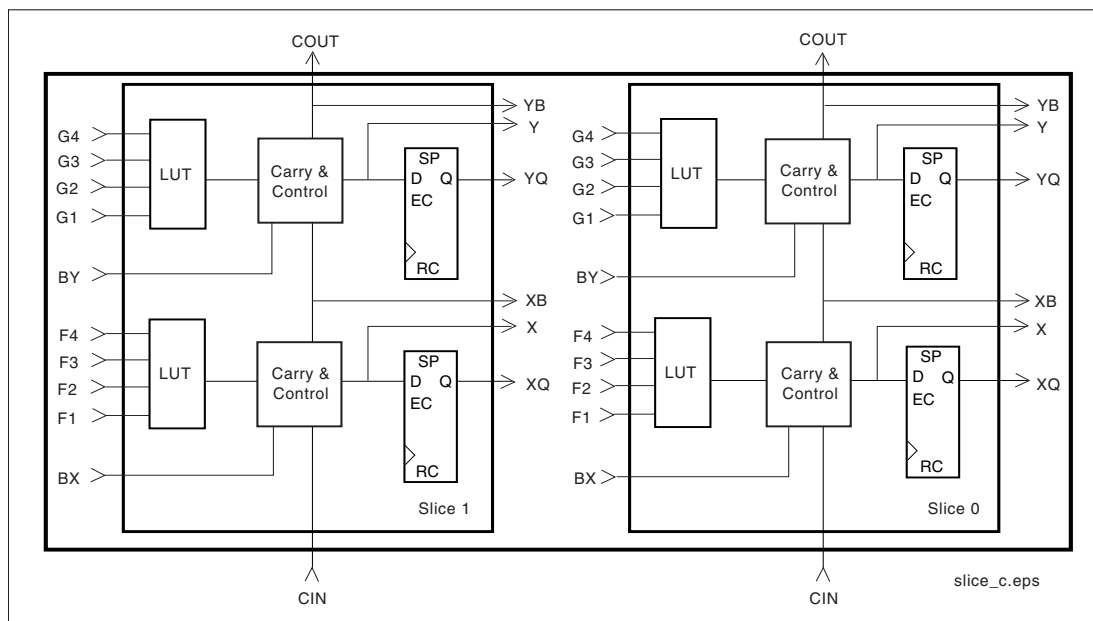 COUT COUT
YB YB
Y Y
G4 G4
G3 G3
G2 G2
G1 G1
LUT LUT
Carry & Control Carry & Control
SP SP
D Q D Q
EC EC
RC RC
YQ YQ
BY BY
XB XB
X X
F4 F4
F3 F3
F2 F2
F1 F1
LUT LUT
Carry & Control Carry & Control
SP SP
D Q D Q
EC EC
RC RC
XQ XQ
BX BX
Slice 1 Slice 0
CIN CIN
slice_c.eps